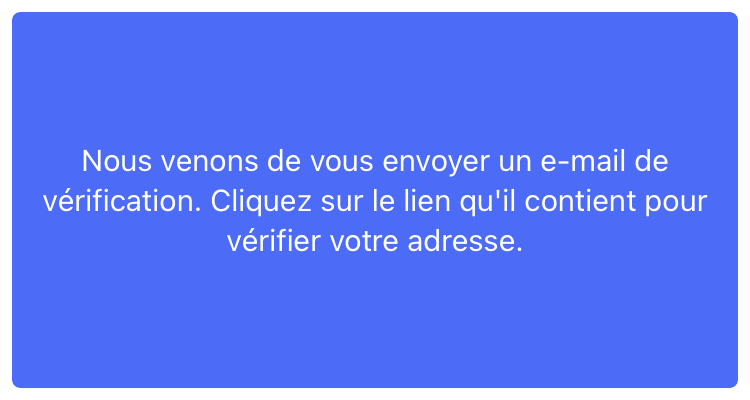 Nous venons de vous envoyer un e-mail de
vérification. Cliquez sur le lien qu'il contient pour
vérifier votre adresse.